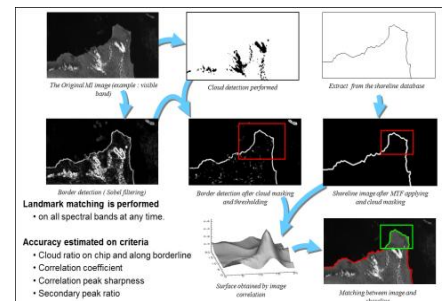 The Original ABI image (example : visible
band)
Cloud detection performed
Extract from the shoreline database
Border detection ( Sobel filtering)
Border detection after cloud masking
and thresholding
Shoreline image after MTF applying
and cloud masking
Landmark matching is performed
• on all spectral bands at any time.
Accuracy estimated on criteria
• Cloud ratio on chip and along borderline
• Correlation coefficient
• Correlation peak sharpness
• Secondary peak ratio
Surface obtained by image
correlation
Matching between image and
shoreline